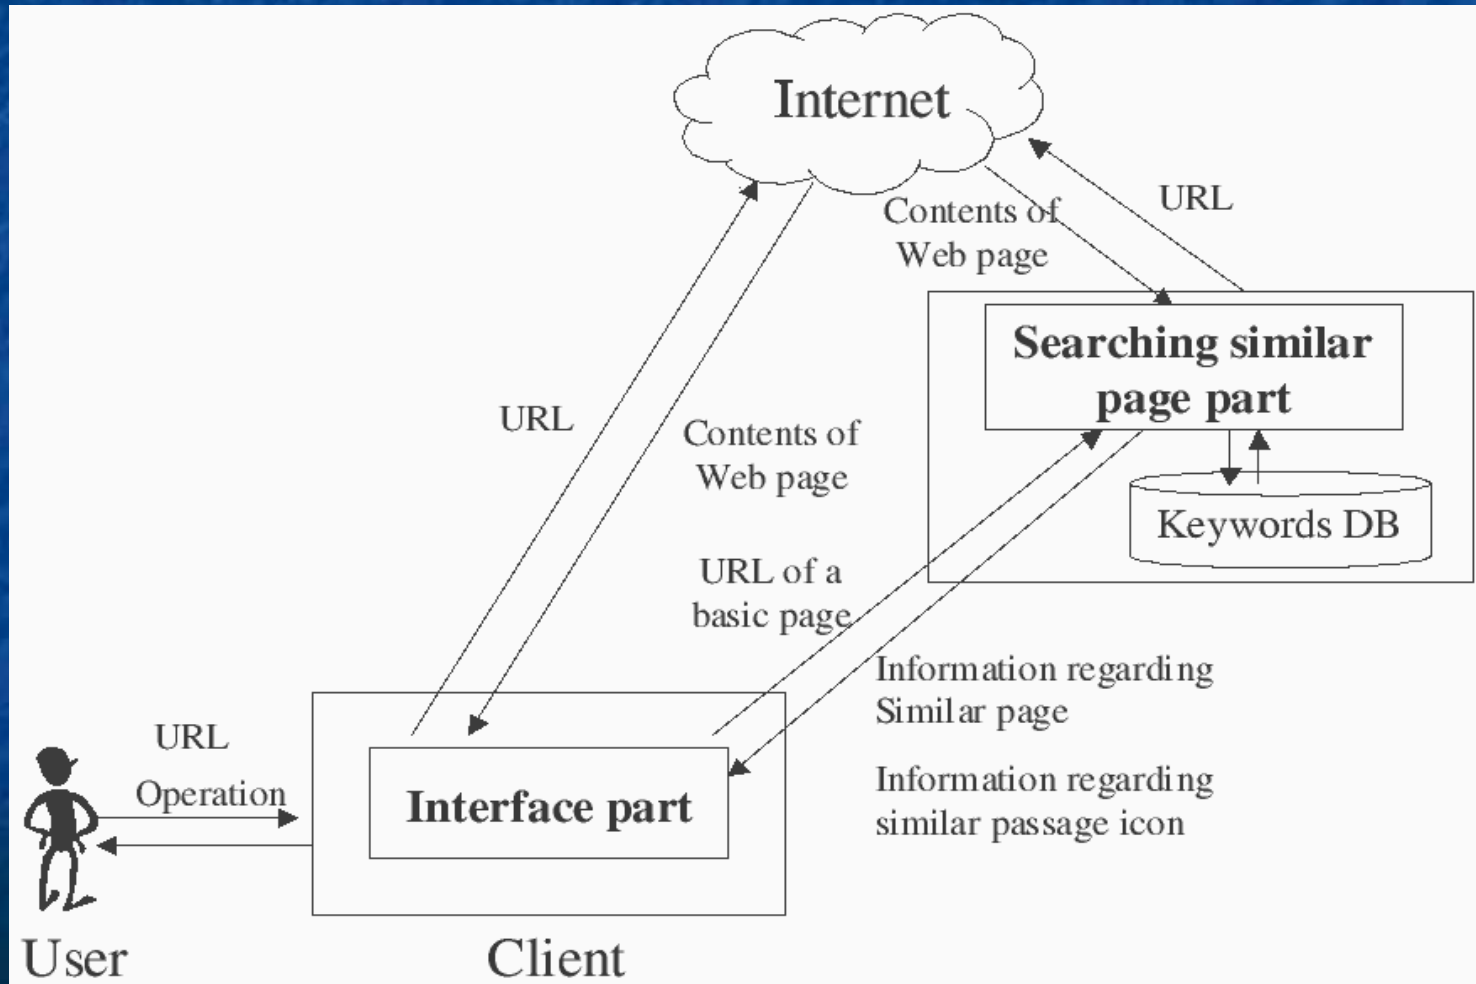 Internet
URL
Contents of
Web page
Searching similar
page part
URL
Contents of
Web page
Keywords DB
URL of a
basic page
Information regarding
Similar page
URL
Operation
Information regarding
similar passage icon
Interface part
User
Client